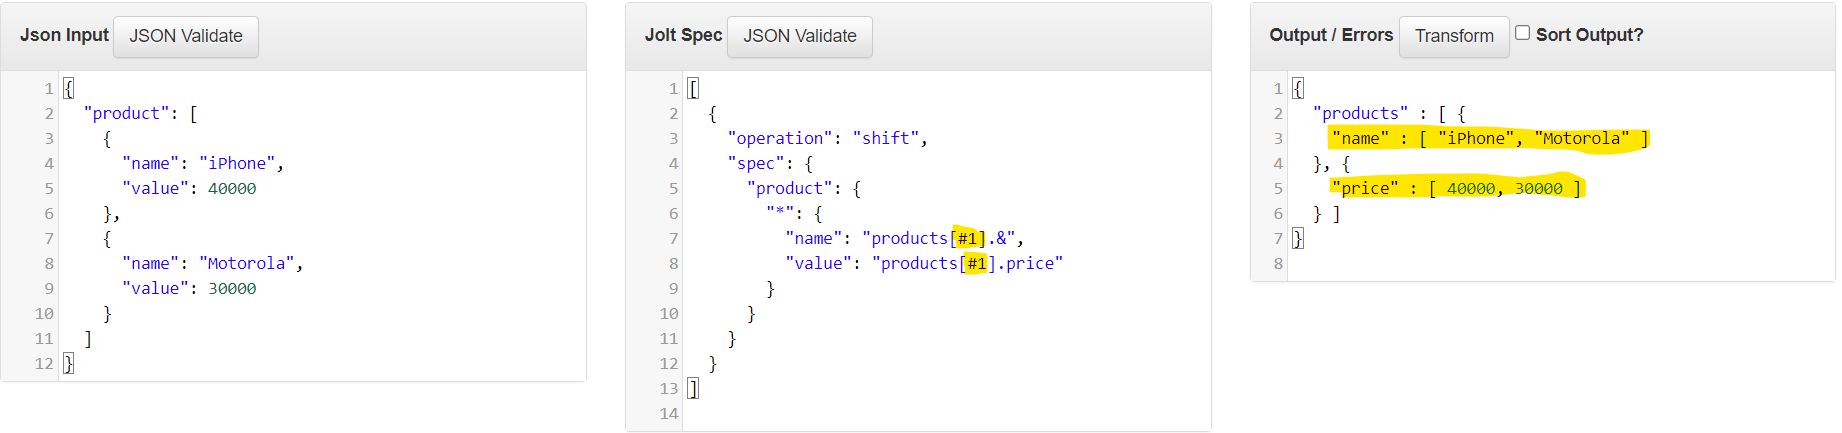 Json Input JSON Validate
1 {
2 "product": [
3 {
4 "name": "iPhone",
5 "value": 40000
6 },
7 {
8 "name": "Motorola",
9 "value": 30000
10 }
11 ]
12 }
Jolt Spec JSON Validate
1 [
2 {
3 "operation": "shift",
4 "spec": {
5 "product": {
6 "*": {
7 "name": "products[#1].&",
8 "value": "products[#1].price"
9 }
10 }
11 }
12 }
13 ]
14
Output / Errors Transform Sort Output?
1 {
2 "products" : [ {
3 "name" : [ "iPhone", "Motorola" ]
4 }, {
5 "price" : [ 40000, 30000 ]
6 } ]
7 }
8